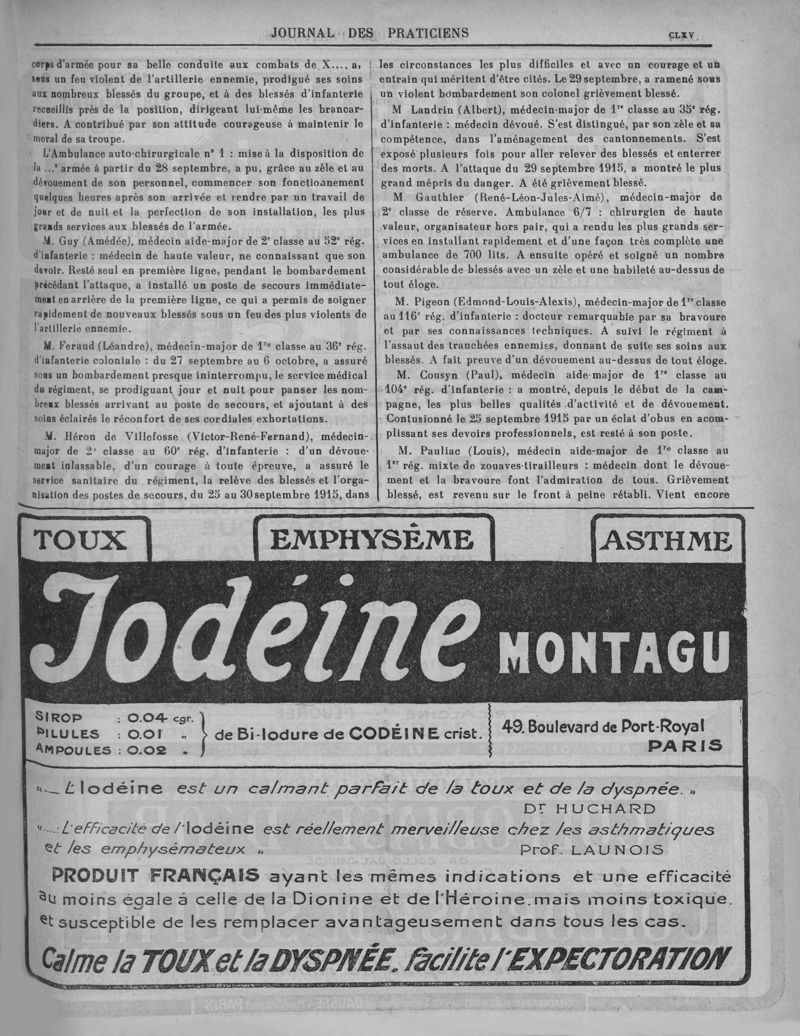 JOURNAL DES PRATICIENS
CLXV
corps d'armée pour sa belle conduite aux combats de X..., a,
sous un feu violent de l'artillerie ennemie, prodigué ses soins
aux nombreux blessés du groupe, et à des blessés d'infanterie
recueillis près de la position, dirigeant lui-même les brancar-
diers. A contribué par son attitude courageuse à maintenir le
moral de sa troupe.
L'Ambulance auto-chirurgicale n° 1 : mise à la disposition de
la ...e armée à partir du 28 septembre, a pu, grâce au zèle et au
dévouement de son personnel, commencer son fonctionnement
quelques heures après son arrivée et rendre par un travail de
jour et de nuit et la perfection de son installation, les plus
grands services aux blessés de l'armée.
M. Guy (Amédée), médecin aide-major de 2e classe au 52e rég.
d'infanterie : médecin de haute valeur, ne connaissant que son
devoir. Resté seul en première ligne, pendant le bombardement
précédant l'attaque, a installé un poste de secours immédiate-
ment en arrière de la première ligne, ce qui a permis de soigner
rapidement de nouveaux blessés sous un feu des plus violents de
l'artillerie ennemie.
M. Feraud (Léandre), médecin-major de 1re classe au 36e rég.
d'infanterie coloniale : du 27 septembre au 6 octobre, a assuré
sous un bombardement presque ininterrompu, le service médical
du régiment, se prodiguant jour et nuit pour panser les nom-
breux blessés arrivant au poste de secours, et ajoutant à des
soins éclairés le réconfort de ses cordiales exhortations.
M. Héron de Villefosse (Victor-René-Fernand), médecin-
major de 2e classe au 60e rég. d'infanterie : d'un dévoue-
ment inlassable, d'un courage à toute épreuve, a assuré le
service sanitaire du régiment, la relève des blessés et l'orga-
nisation des postes de secours, du 25 au 30 septembre 1915, dans
les circonstances les plus difficiles et avec un courage et un
entrain qui méritent d'être cités. Le 29 septembre, a ramené sous
un violent bombardement son colonel grièvement blessé.
M Landrin (Albert), médecin-major de 1re classe au 35e rég.
d'infanterie : médecin dévoué. S'est distingué, par son zèle et sa
compétence, dans l'aménagement des cantonnements. S'est
exposé plusieurs fois pour aller relever des blessés et enterrer
des morts. A l'attaque du 29 septembre 1915, a montré le plus
grand mépris du danger. A été grièvement blessé.
M Gauthier (René-Léon-Jules-Aimé), médecin-major de
2e classe de réserve. Ambulance 6/7 : chirurgien de haute
valeur, organisateur hors pair, qui a rendu les plus grands ser-
vices en installant rapidement et d'une façon très complète une
ambulance de 700 lits. A ensuite opéré et soigné un nombre
considérable de blessés avec un zèle et une habileté au-dessus de
tout éloge.
M. Pigeon (Edmond-Louis-Alexis), médecin-major de 1re classe
au 116e rég. d'infanterie : docteur remarquable par sa bravoure
et par ses connaissances techniques. A suivi le régiment à
l'assaut des tranchées ennemies, donnant de suite ses soins aux
blessés. A fait preuve d'un dévouement au-dessus de tout éloge.
M. Cousyn (Paul), médecin aide-major de 1re classe au
104e rég. d'infanterie : a montré, depuis le début de la cam-
pagne, les plus belles qualités d'activité et de dévouement.
Contusionné le 25 septembre 1915 par un éclat d'obus en accom-
plissant ses devoirs professionnels, est resté à son poste.
M. Pauliac (Louis), médecin aide-major de 1re classe au
1er rég. mixte de zouaves-tirailleurs : médecin dont le dévoue-
ment et la bravoure font l'admiration de tous. Grièvement
blessé, est revenu sur le front à peine rétabli. Vient encore
TOUX
EMPHYSÊME
ASTHME
Iodéine MONTAGU
SIROP : 0.04 cgr.
PILULES : 0.01 „
AMPOULES : 0.02 „
de Bi-Iodure de CODÉINE crist.
49. Boulevard de Port-Royal
PARIS
«.__ L'Iodéine est un calmant parfait de la toux et de la dyspnée. „
Dr HUCHARD
"....: L'efficacité de l'Iodéine est réellement merveilleuse chez les asthmatiques
et les emphysémateux „
Prof. LAUNOIS
PRODUIT FRANÇAIS ayant les mêmes indications et une efficacité
au moins égale à celle de la Dionine et de l'Héroine. mais moins toxique.
et susceptible de les remplacer avantageusement dans tous les cas.
Calme la TOUX et la DYSPNÉE. facilite l'EXPECTORATION